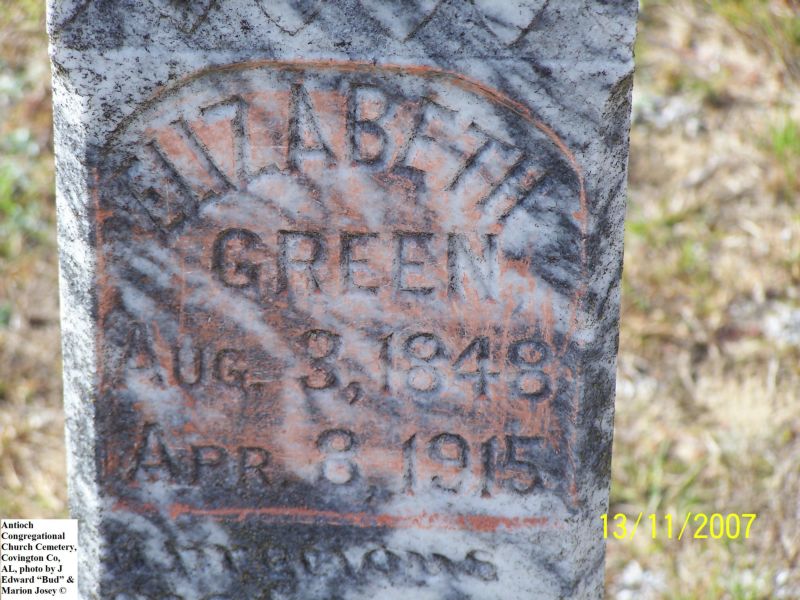 ELIZABETH
GREEN
AUG. 3, 1848
APR. 8, 1915
13/11/2007
Antioch
Congregational
Church Cemetery,
Covington Co,
AL, photo by J
Edward “Bud” &
Marion Josey ©